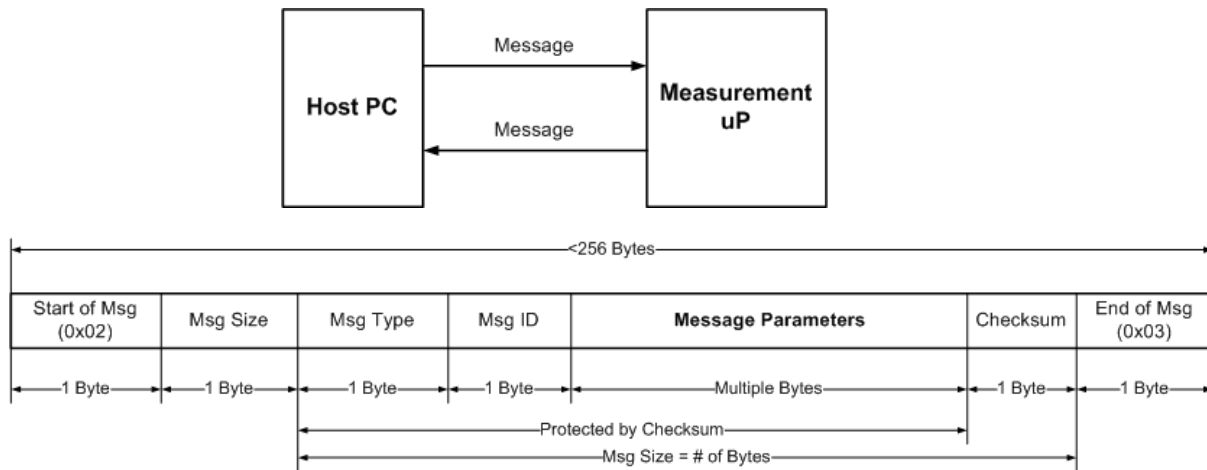 Message
Host PC
Measurement
uP
Message
<256 Bytes
Start of Msg
(0x02)
Msg Size
Msg Type
Msg ID
Message Parameters
Checksum
End of Msg
(0x03)
1 Byte
1 Byte
1 Byte
1 Byte
Multiple Bytes
1 Byte
1 Byte
Protected by Checksum
Msg Size = # of Bytes